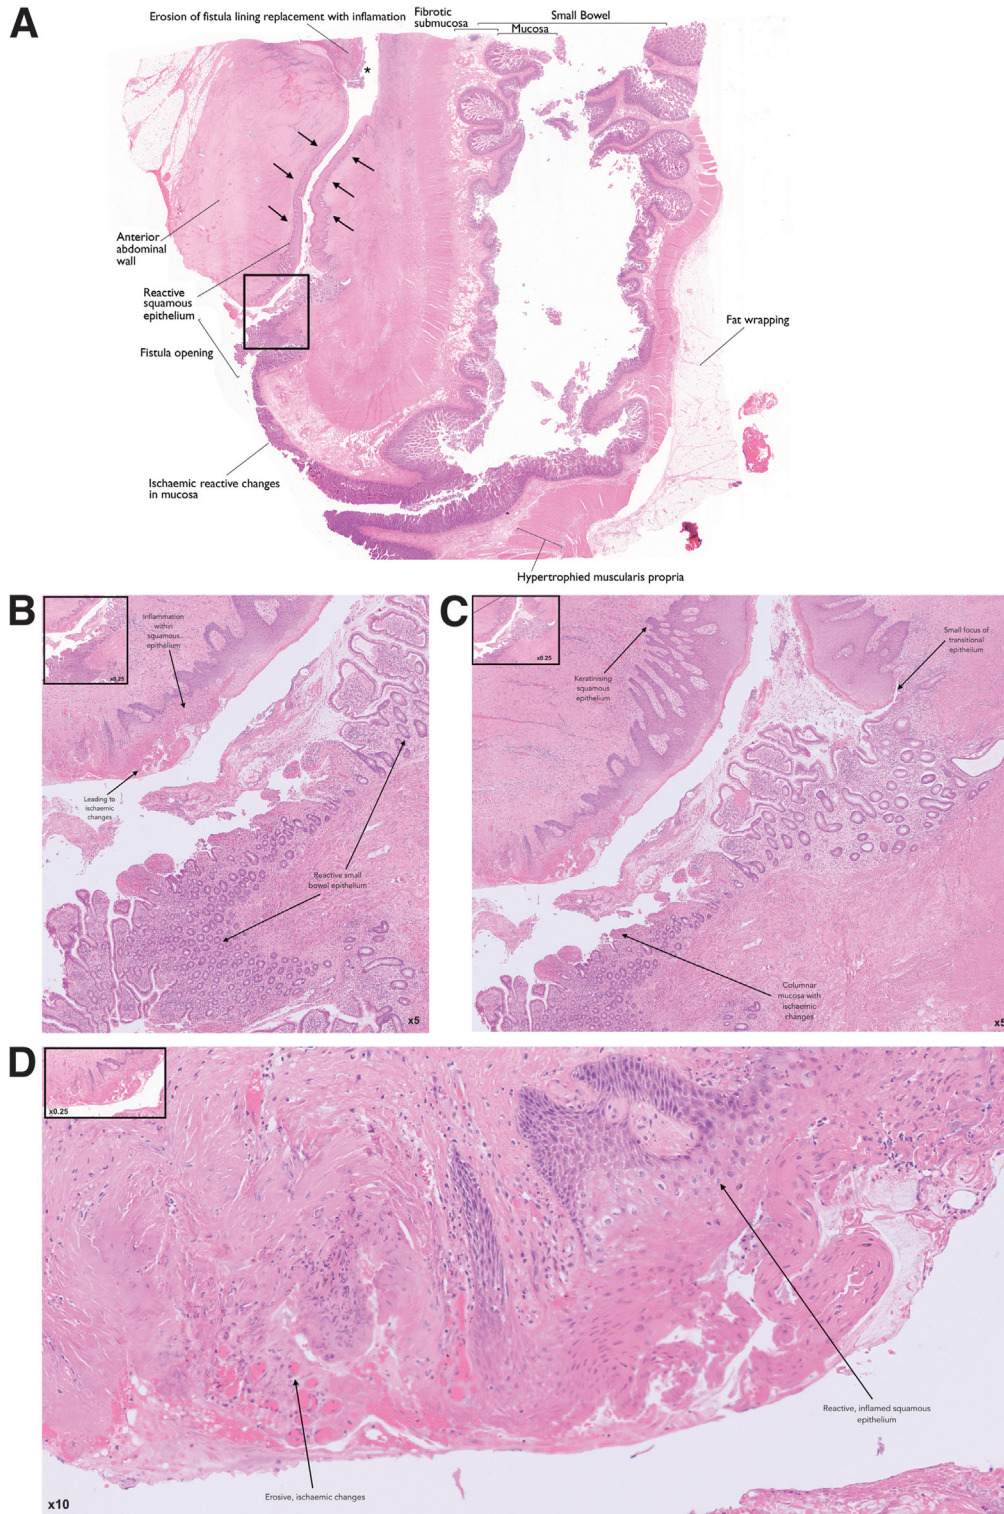 A
Erosion of fistula lining replacement with inflamation
Fibrotic
submucosa
Small Bowel
Mucosa
*
Anterior
abdominal
wall
Reactive
squamous
epithelium
Fistula opening
Fat wrapping
Ischaemic reactive changes
in mucosa
Hypertrophied muscularis propria
B
x0.25
Inflammation
within
squamous
epithelium
Leading to
ischaemic
changes
Reactive small
bowel epithelium
x5
C
x0.25
Keratinising
squamous
epithelium
Small focus of
transitional
epithelium
Columnar
mucosa with
ischaemic
changes
x5
D
x0.25
Reactive, inflamed squamous
epithelium
Erosive, ischaemic changes
x10